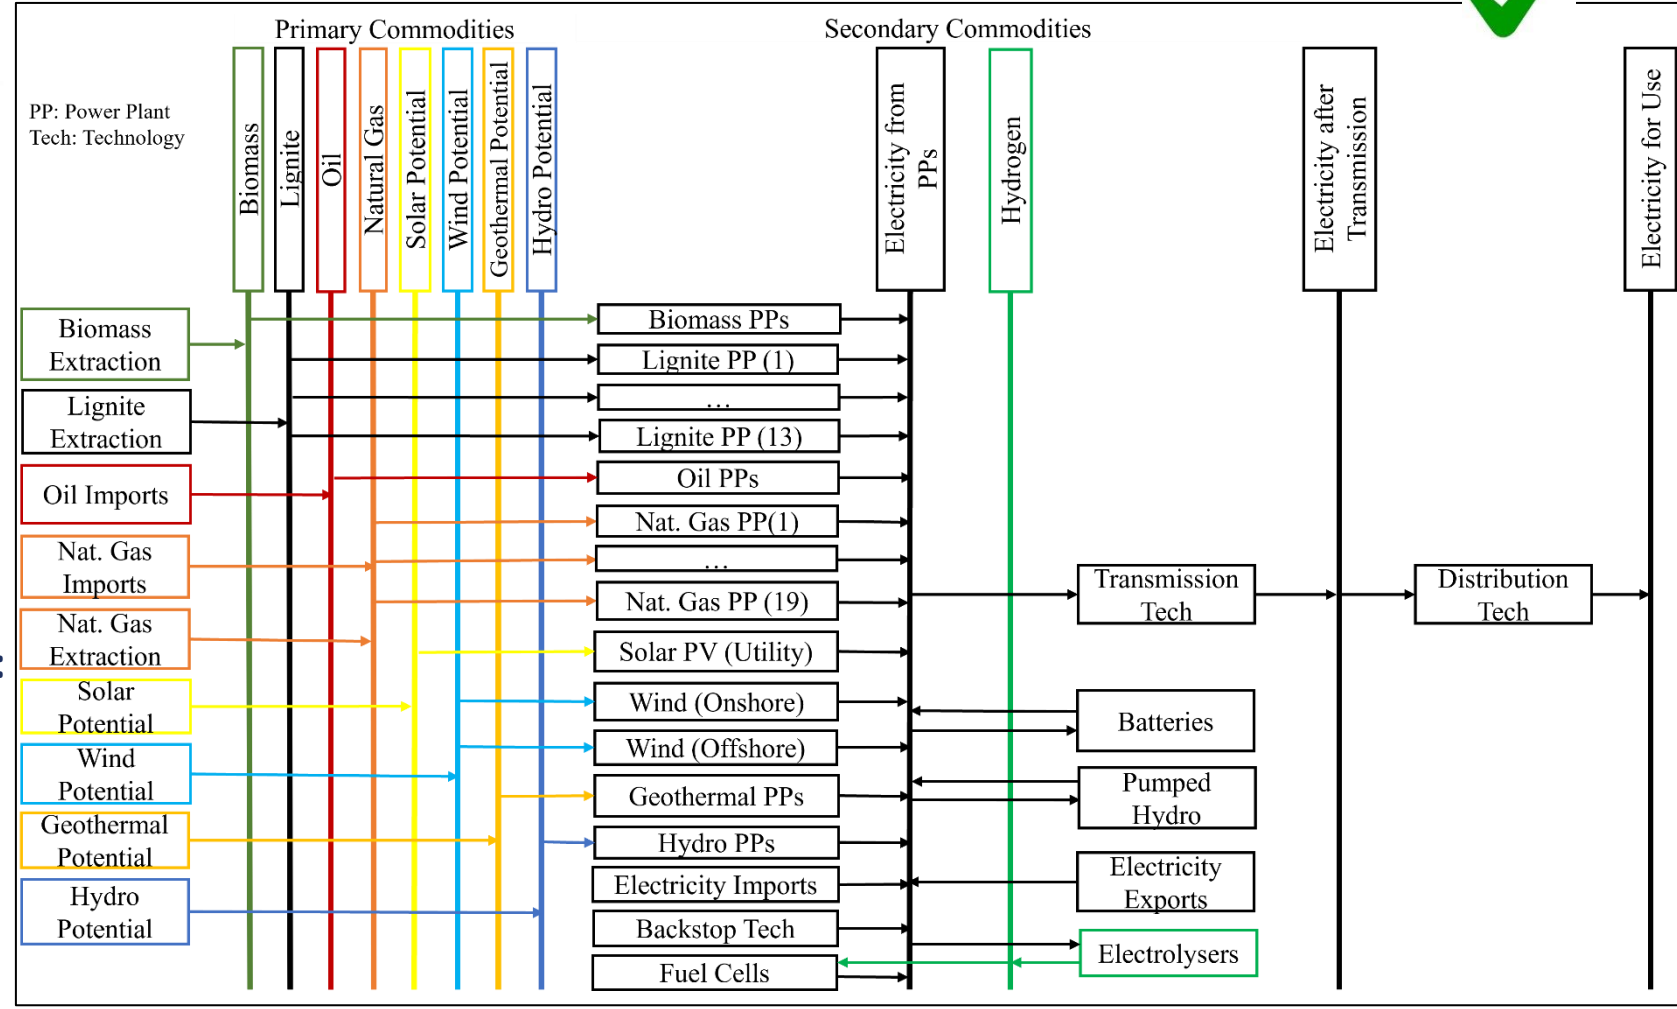 Primary Commodities
Secondary Commodities
PP: Power Plant
Tech: Technology
Biomass
Lignite
Oil
Natural Gas
Solar Potential
Wind Potential
Geothermal Potential
Hydro Potential
Electricity from
PPs
Hydrogen
Electricity after
Transmission
Electricity for Use
Biomass
Extraction
Lignite
Extraction
Oil Imports
Nat. Gas
Imports
Nat. Gas
Extraction
Solar
Potential
Wind
Potential
Geothermal
Potential
Hydro
Potential
Biomass PPs
Lignite PP (1)
...
Lignite PP (13)
Oil PPs
Nat. Gas PP(1)
...
Nat. Gas PP (19)
Solar PV (Utility)
Wind (Onshore)
Wind (Offshore)
Geothermal PPs
Hydro PPs
Electricity Imports
Backstop Tech
Fuel Cells
Transmission
Tech
Distribution
Tech
Batteries
Pumped
Hydro
Electricity
Exports
Electrolysers